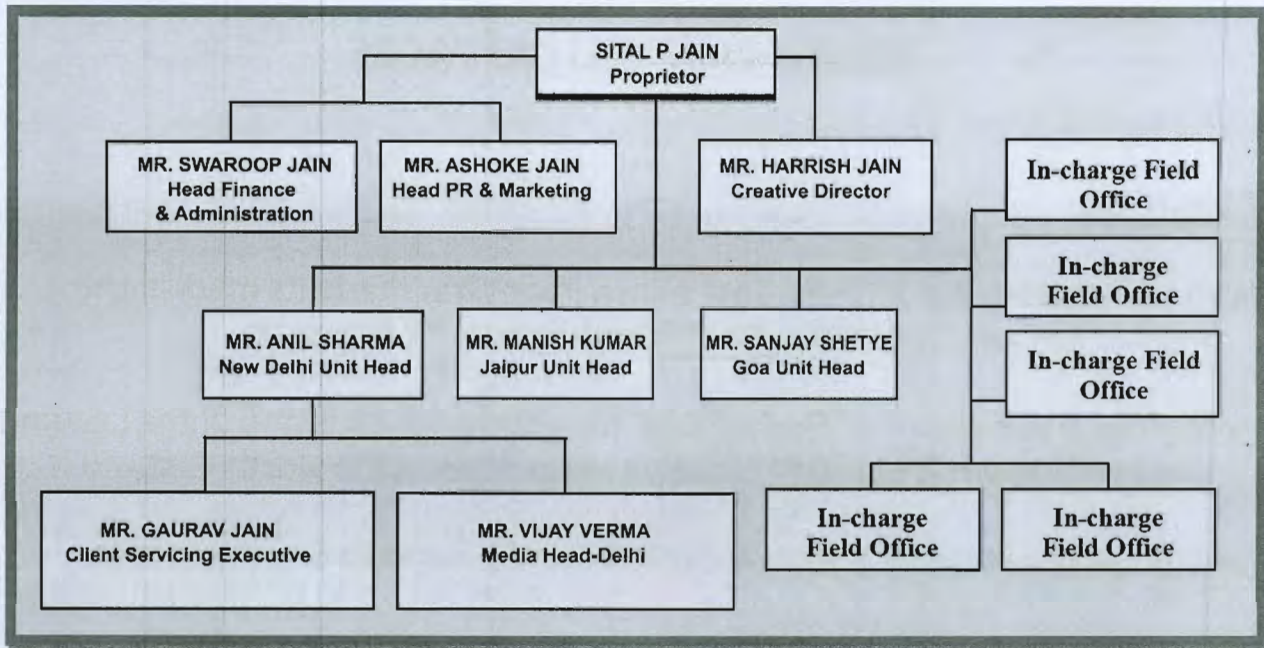 SITAL P JAIN
Proprietor
MR. SWAROOP JAIN
Head Finance
& Administration
MR. ASHOKE JAIN
Head PR & Marketing
MR. HARRISH JAIN
Creative Director
In-charge Field
Office
In-charge
Field Office
In-charge Field
Office
MR. ANIL SHARMA
New Delhi Unit Head
MR. MANISH KUMAR
Jaipur Unit Head
MR. SANJAY SHETYE
Goa Unit Head
MR. GAURAV JAIN
Client Servicing Executive
MR. VIJAY VERMA
Media Head-Delhi
In-charge
Field Office
In-charge
Field Office